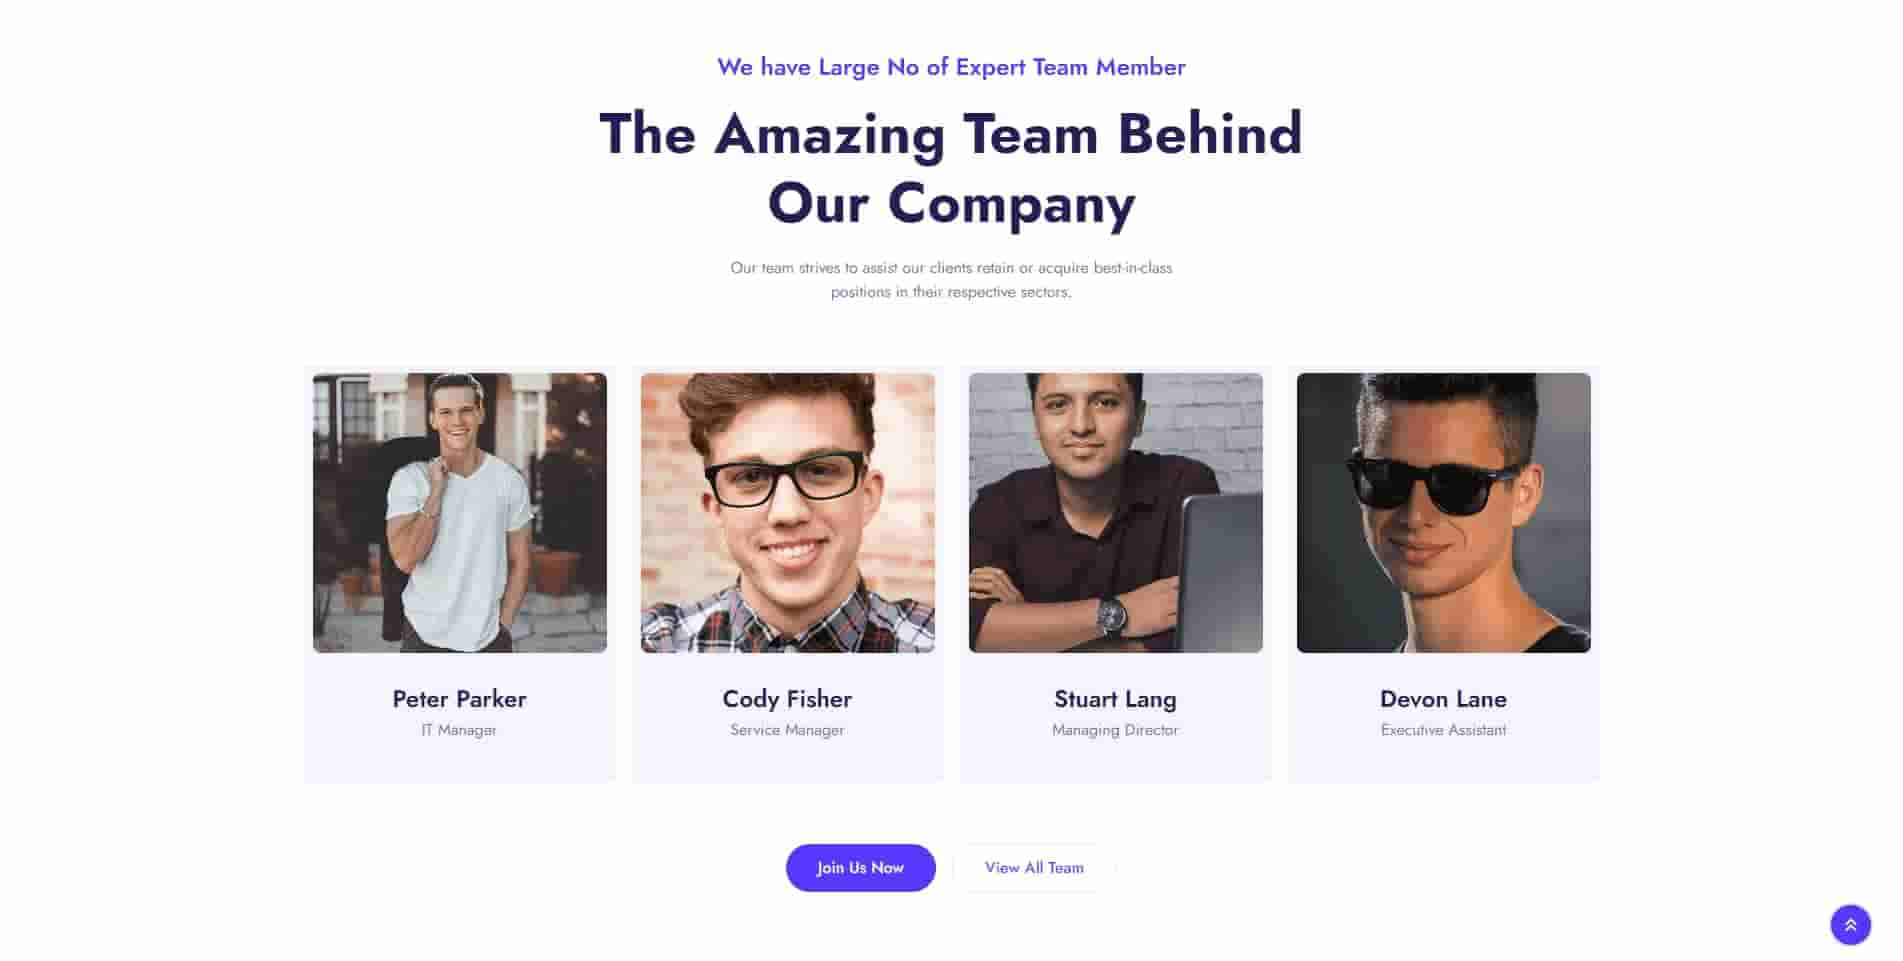 We have Large No of Expert Team Member
The Amazing Team Behind
Our Company
Our team strives to assist our clients retain or acquire best-in-class
positions in their respective sectors.
Peter Parker
IT Manager
Cody Fisher
Service Manager
Stuart Lang
Managing Director
Devon Lane
Executive Assistant
Join Us Now
View All Team